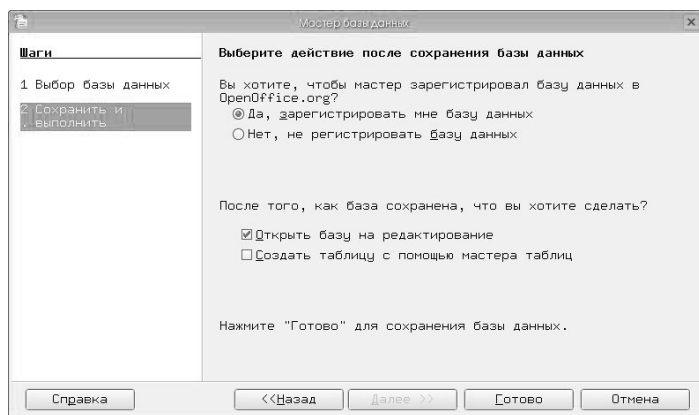 Мастер базы данных
Шаги
1 Выбор базы данных
2 Сохранить и
. выполнить
Выберите действие после сохранения базы данных
Вы хотите, чтобы мастер зарегистрировал базу данных в
OpenOffice.org?
Да, зарегистрировать мне базу данных
Нет, не регистрировать базу данных
После того, как база сохранена, что вы хотите сделать?
Открыть базу на редактирование
Создать таблицу с помощью мастера таблиц
Нажмите "Готово" для сохранения базы данных.
Справка
<<Назад
Далее >>
Готово
Отмена